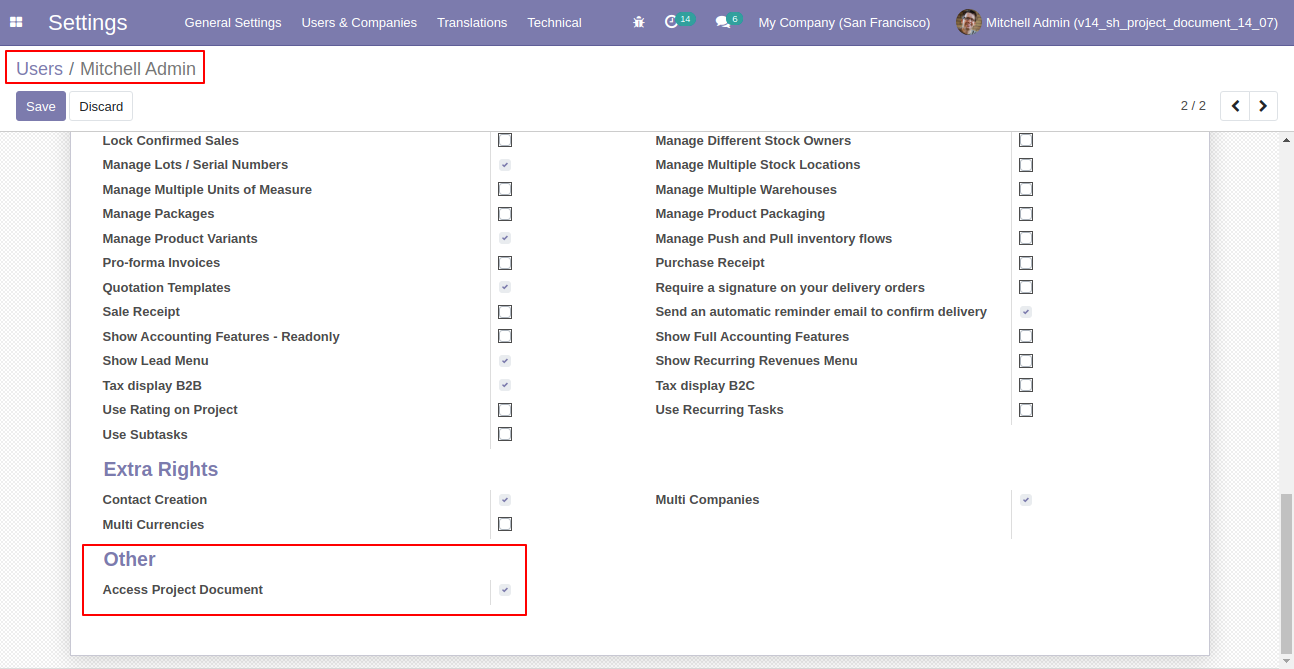 Settings General Settings Users & Companies Translations Technical 14 6 My Company (San Francisco) Mitchell Admin (v14_sh_project_document_14_07)
Users / Mitchell Admin
Save Discard 2 / 2
Lock Confirmed Sales Manage Different Stock Owners
Manage Lots / Serial Numbers Manage Multiple Stock Locations
Manage Multiple Units of Measure Manage Multiple Warehouses
Manage Packages Manage Product Packaging
Manage Product Variants Manage Push and Pull inventory flows
Pro-forma Invoices Purchase Receipt
Quotation Templates Require a signature on your delivery orders
Sale Receipt Send an automatic reminder email to confirm delivery
Show Accounting Features - Readonly Show Full Accounting Features
Show Lead Menu Show Recurring Revenues Menu
Tax display B2B Tax display B2C
Use Rating on Project Use Recurring Tasks
Use Subtasks
Extra Rights
Contact Creation Multi Companies
Multi Currencies
Other
Access Project Document